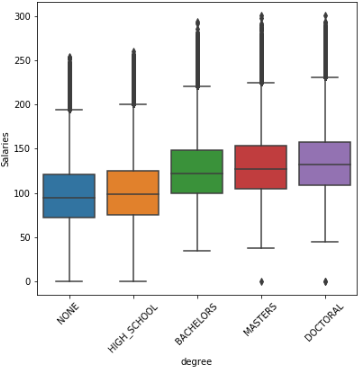 300
250
200
150
100
50
0
Salaries
NONE
HIGH_SCHOOL
BACHELORS
MASTERS
DOCTORAL
degree